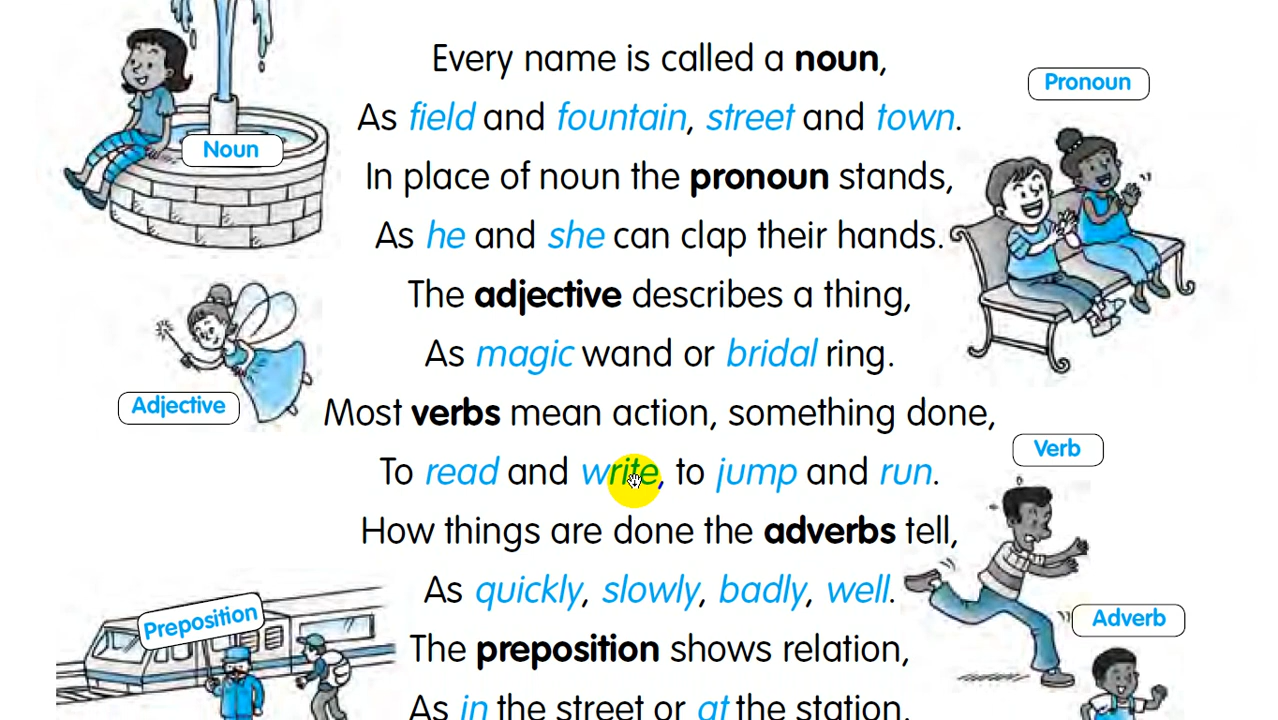 Every name is called a noun,
Pronoun
As field and fountain, street and town.
Noun
In place of noun the pronoun stands,
As he and she can clap their hands.
The adjective describes a thing,
As magic wand or bridal ring.
Adjective
Most verbs mean action, something done,
Verb
To read and write, to jump and run.
How things are done the adverbs tell,
As quickly, slowly, badly, well.
Preposition
Adverb
The preposition shows relation,
As in the street or at the station.